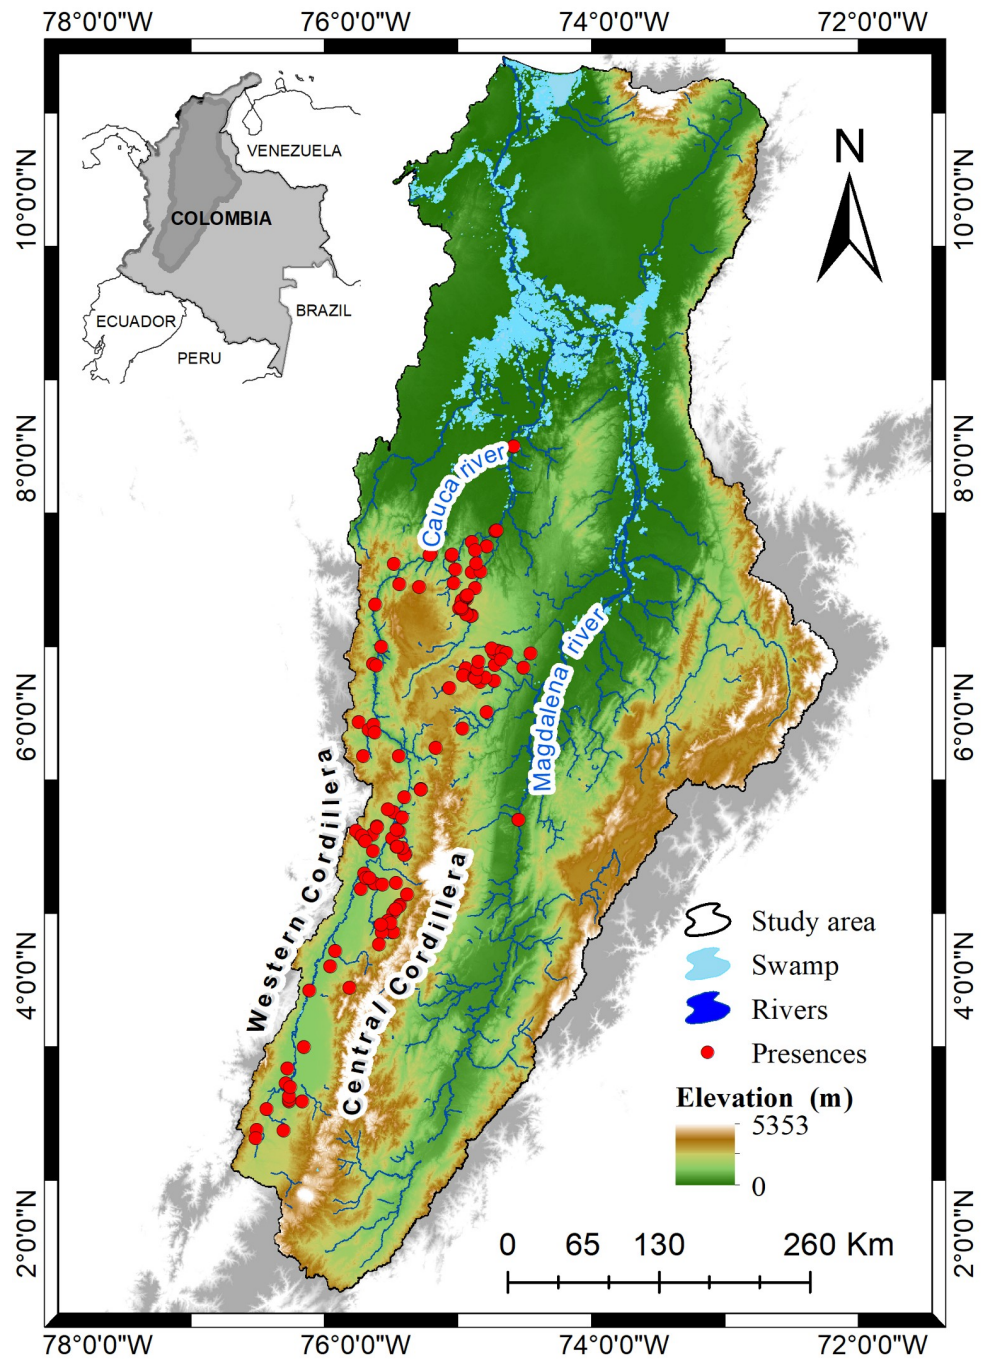 78°0'0"W 76°0'0"W 74°0'0"W 72°0'0"W
VENEZUELA
COLOMBIA
ECUADOR
BRAZIL
PERU
N
10°0'0"N
10°0'0"N
8°0'0"N
8°0'0"N
Cauca river
6°0'0"N
6°0'0"N
Magdalena river
Western Cordillera
Central Cordillera
4°0'0"N
4°0'0"N
Study area
Swamp
Rivers
Presences
Elevation (m)
5353
0
2°0'0"N
2°0'0"N
0 65 130 260 Km
78°0'0"W 76°0'0"W 74°0'0"W 72°0'0"W